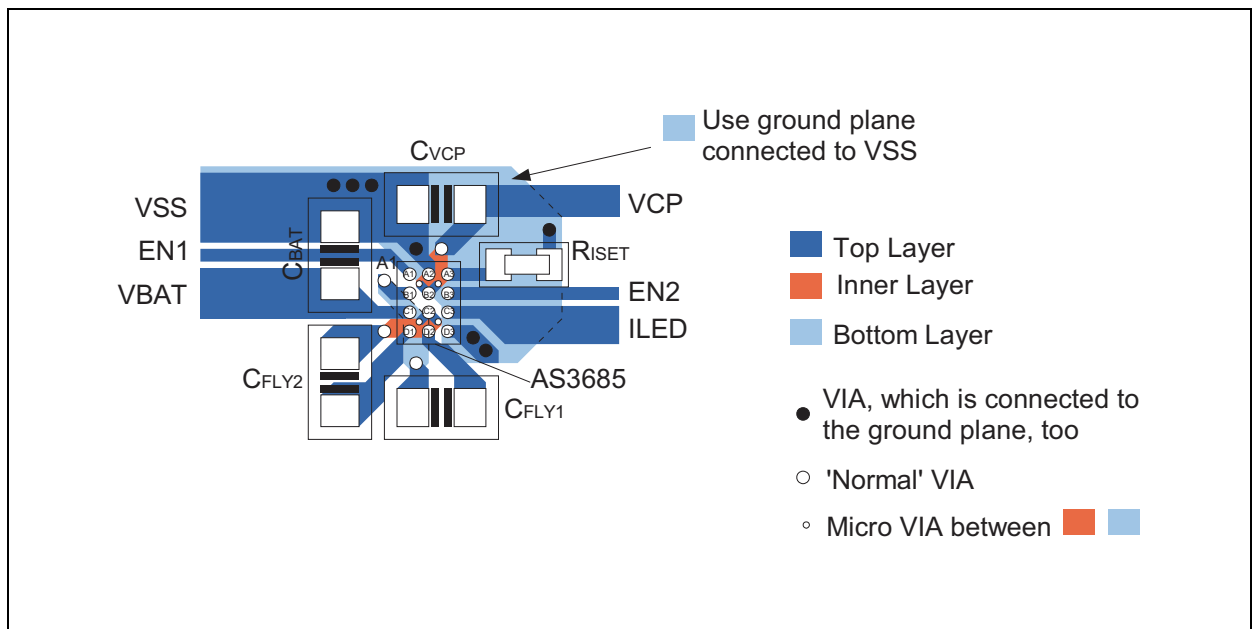 Use ground plane
connected to VSS
CVCP
VSS
VCP
EN1
CBAT
RISET
A1
VBAT
A1 A2 A3
B1 B2 B3
C1 C2 C3
D1 D2 D3
EN2
ILED
CFLY2
AS3685
CFLY1
Top Layer
Inner Layer
Bottom Layer
VIA, which is connected to
the ground plane, too
'Normal' VIA
Micro VIA between